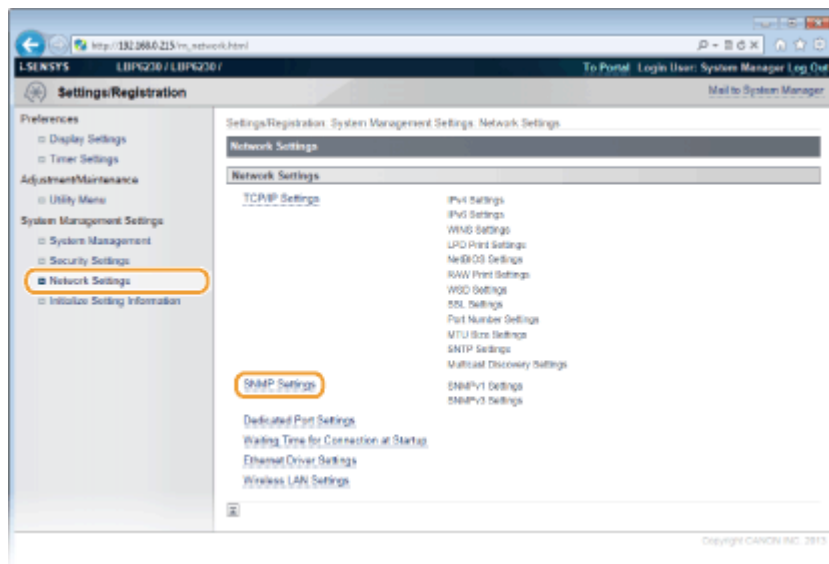 http://192.168.0.215/m_network.html
i-SENSYS LBP6230 / LBP6230 / To Portal Login User: System Manager Log Out
Settings/Registration Mail to System Manager
Preferences
Display Settings
Timer Settings
Adjustment/Maintenance
Utility Menu
System Management Settings
System Management
Security Settings
Network Settings
Initialize Setting Information
Settings/Registration: System Management Settings: Network Settings
Network Settings
Network Settings
TCP/IP Settings
IPv4 Settings
IPv6 Settings
WINS Settings
LPD Print Settings
NetBIOS Settings
RAW Print Settings
WSD Settings
SSL Settings
Port Number Settings
MTU Size Settings
SNTP Settings
Multicast Discovery Settings
SNMP Settings
SNMPv1 Settings
SNMPv3 Settings
Dedicated Port Settings
Waiting Time for Connection at Startup
Ethernet Driver Settings
Wireless LAN Settings
Copyright CANON INC. 2013